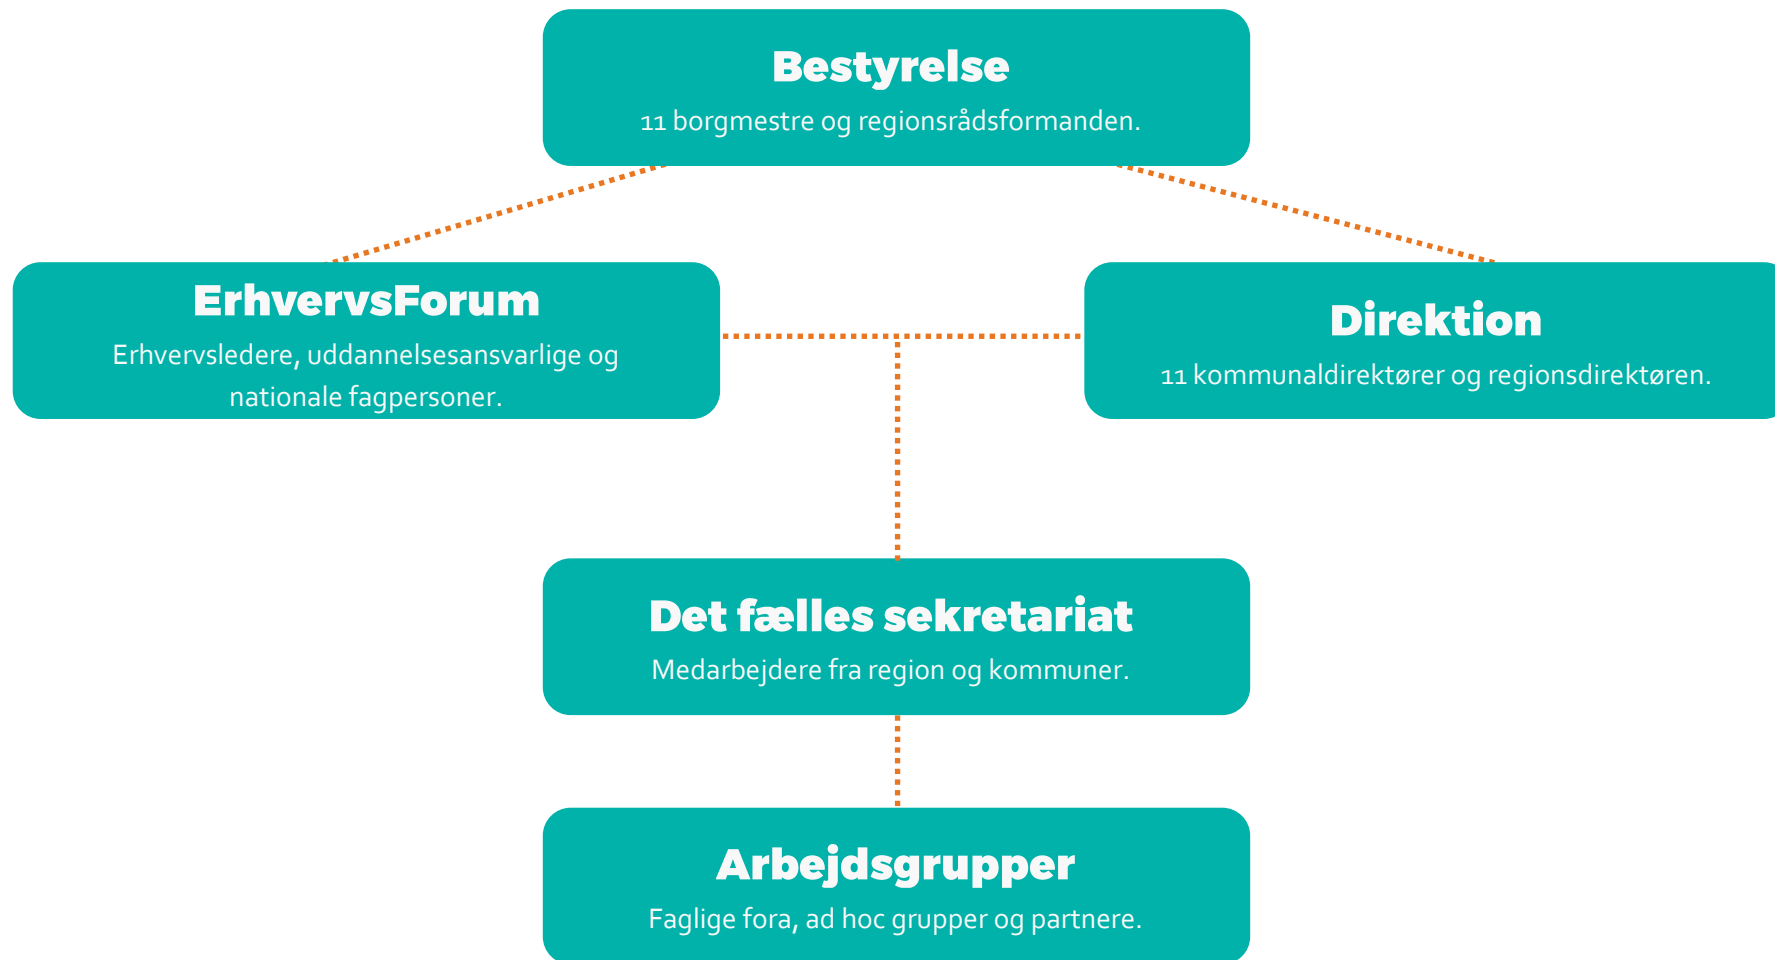 Bestyrelse
11 borgmestre og regionsrådsformanden.
ErhvervsForum
Erhvervsledere, uddannelsesansvarlige og
nationale fagpersoner.
Direktion
11 kommunaldirektører og regionsdirektøren.
Det fælles sekretariat
Medarbejdere fra region og kommuner.
Arbejdsgrupper
Faglige fora, ad hoc grupper og partnere.